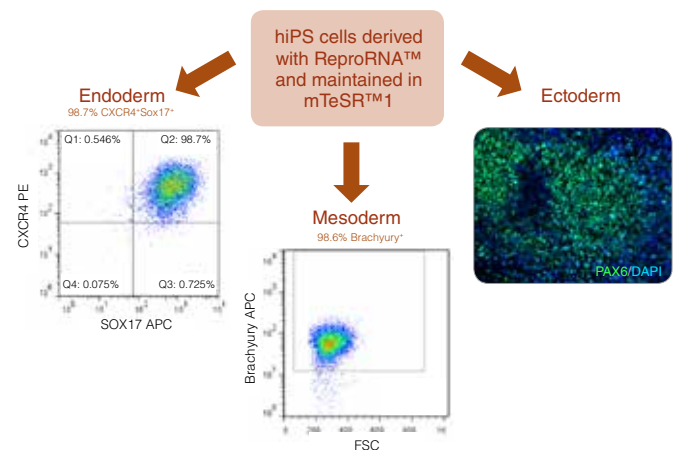 hiPS cells derived
with ReproRNA™
and maintained in
mTeSR™1
Endoderm
98.7% CXCR4⁺Sox17⁺
Q1: 0.546%
Q2: 98.7%
Q4: 0.075%
Q3: 0.725%
CXCR4 PE
SOX17 APC
Mesoderm
98.6% Brachyury⁺
Brachyury APC
FSC
Ectoderm
PAX6/DAPI